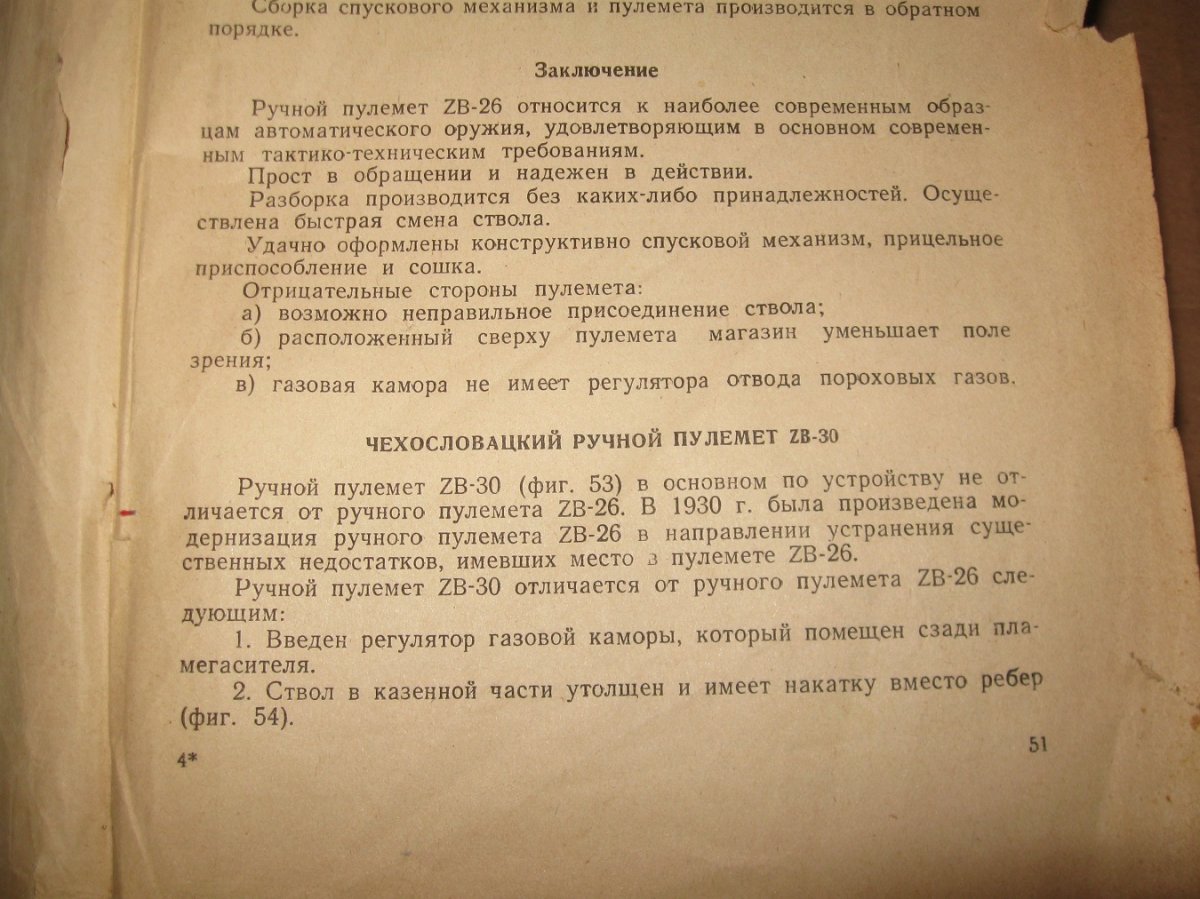 Сборка спускового механизма и пулемета производится в обратном
порядке.
Заключение
Ручной пулемет ZB-26 относится к наиболее современным образ-
цам автоматического оружия, удовлетворяющим в основном современ-
ным тактико-техническим требованиям.
Прост в обращении и надежен в действии.
Разборка производится без каких-либо принадлежностей. Осуще-
ствлена быстрая смена ствола.
Удачно оформлены конструктивно спусковой механизм, прицельное
приспособление и сошка.
Отрицательные стороны пулемета:
а) возможно неправильное присоединение ствола;
б) расположенный сверху пулемета магазин уменьшает поле
зрения;
в) газовая камора не имеет регулятора отвода пороховых газов.
ЧЕХОСЛОВАЦКИЙ РУЧНОЙ ПУЛЕМЕТ ZB-30
Ручной пулемет ZB-30 (фиг. 53) в основном по устройству не от-
личается от ручного пулемета ZB-26. В 1930 г. была произведена мо-
дернизация ручного пулемета ZB-26 в направлении устранения суще-
ственных недостатков, имевших место в пулемете ZB-26.
Ручной пулемет ZB-30 отличается от ручного пулемета ZB-26 сле-
дующим:
1. Введен регулятор газовой каморы, который помещен сзади пла-
мегасителя.
2. Ствол в казенной части утолщен и имеет накатку вместо ребер
(фиг. 54).
4*
51